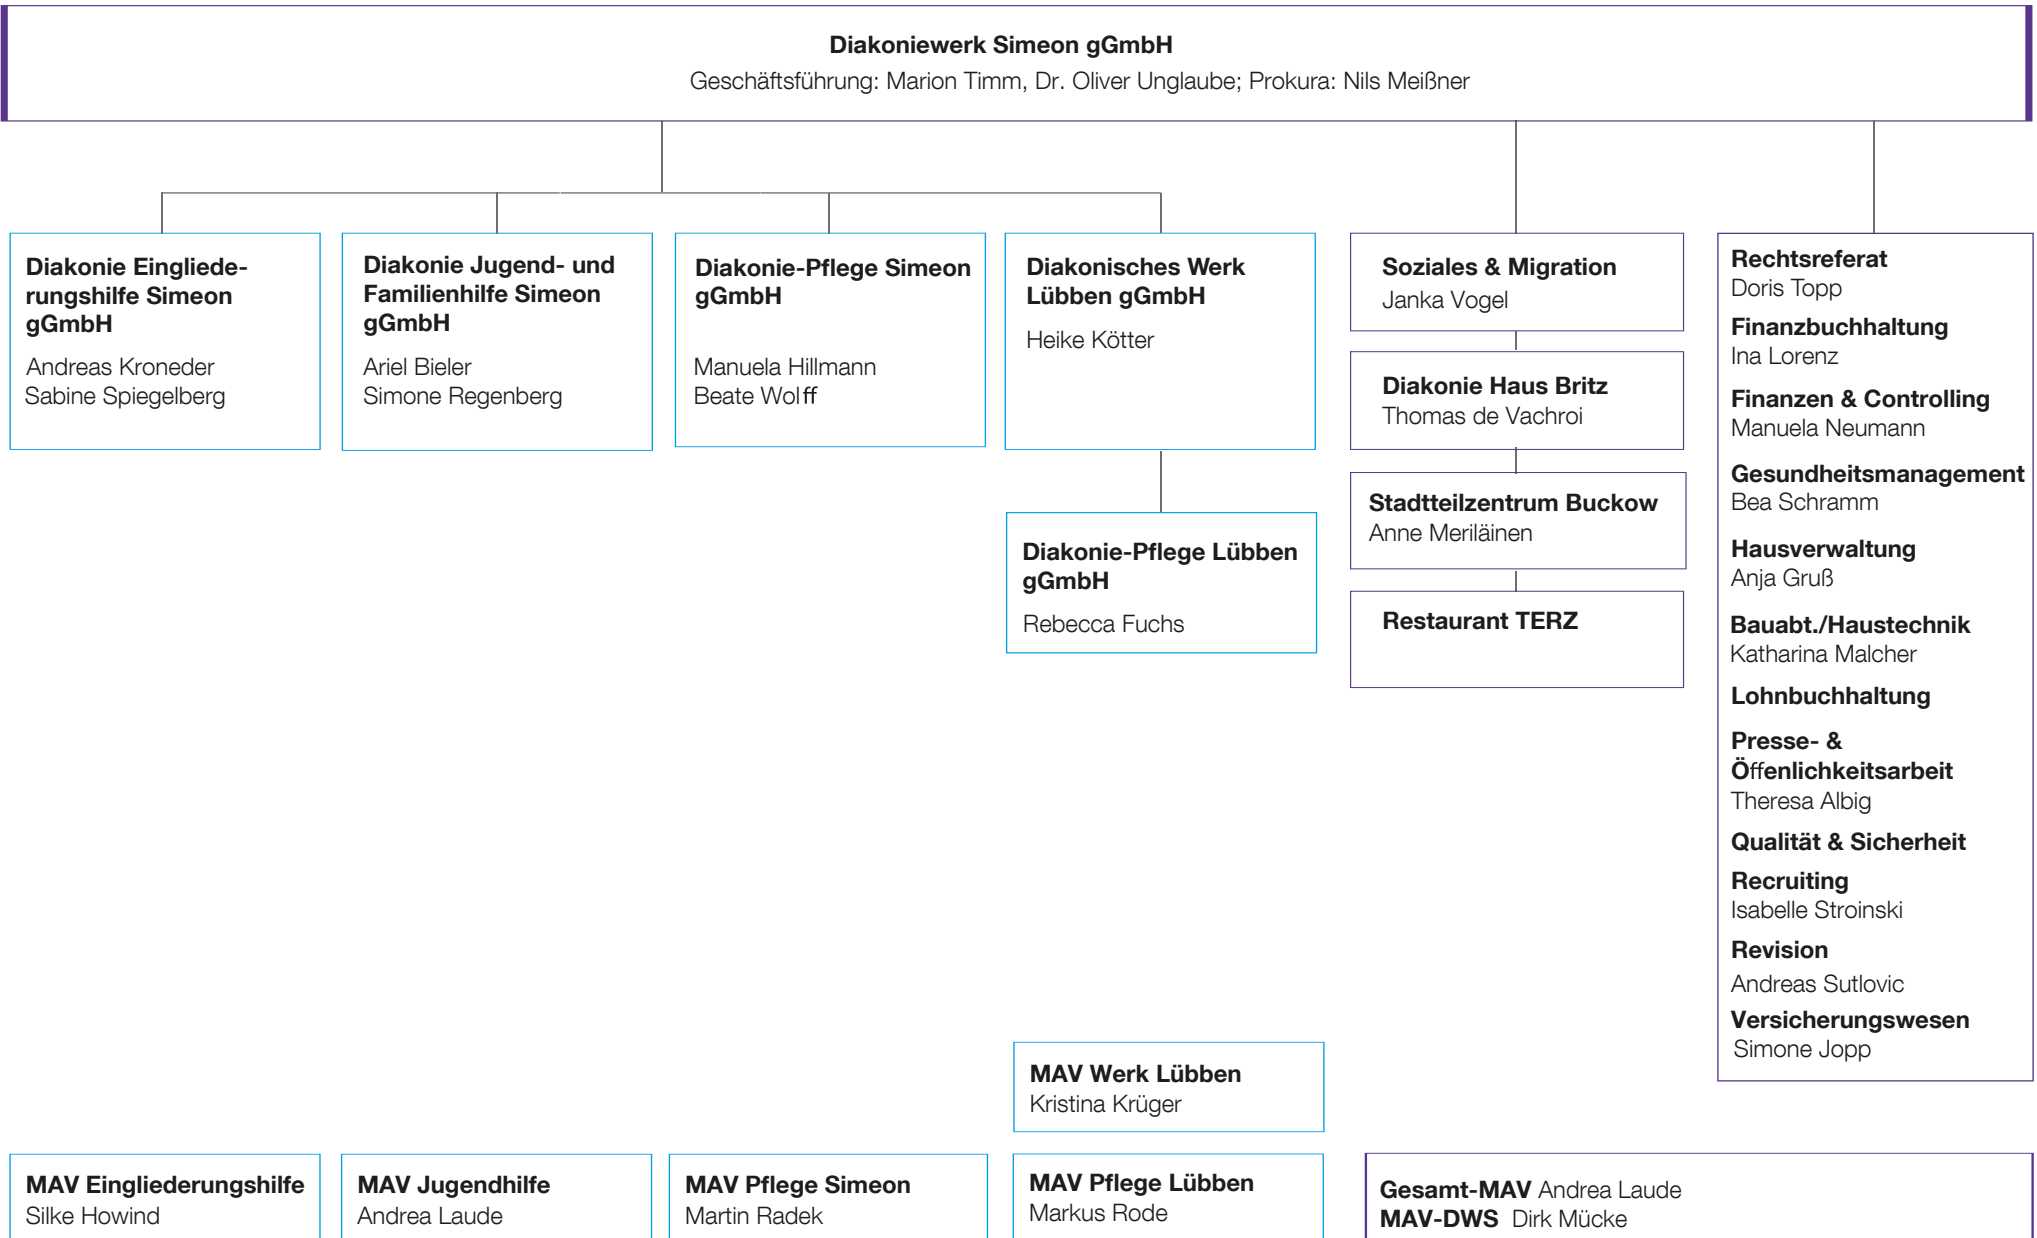 Diakoniewerk Simeon gGmbH
Geschäftsführung: Marion Timm, Dr. Oliver Unglaube; Prokura: Nils Meißner
Diakonie Eingliede-
rungshilfe Simeon
gGmbH
Andreas Kroneder
Sabine Spiegelberg
Diakonie Jugend- und
Familienhilfe Simeon
gGmbH
Ariel Bieler
Simone Regenberg
Diakonie-Pflege Simeon
gGmbH
Manuela Hillmann
Beate Wolff
Diakonisches Werk
Lübben gGmbH
Heike Kötter
Diakonie-Pflege Lübben
gGmbH
Rebecca Fuchs
Soziales & Migration
Janka Vogel
Diakonie Haus Britz
Thomas de Vachroi
Stadtteilzentrum Buckow
Anne Meriläinen
Restaurant TERZ
Rechtsreferat
Doris Topp
Finanzbuchhaltung
Ina Lorenz
Finanzen & Controlling
Manuela Neumann
Gesundheitsmanagement
Bea Schramm
Hausverwaltung
Anja Gruß
Bauabt./Haustechnik
Katharina Malcher
Lohnbuchhaltung
Presse- &
Öffenlichkeitsarbeit
Theresa Albig
Qualität & Sicherheit
Recruiting
Isabelle Stroinski
Revision
Andreas Sutlovic
Versicherungswesen
Simone Jopp
MAV Werk Lübben
Kristina Krüger
MAV Eingliederungshilfe
Silke Howind
MAV Jugendhilfe
Andrea Laude
MAV Pflege Simeon
Martin Radek
MAV Pflege Lübben
Markus Rode
Gesamt-MAV Andrea Laude
MAV-DWS Dirk Mücke